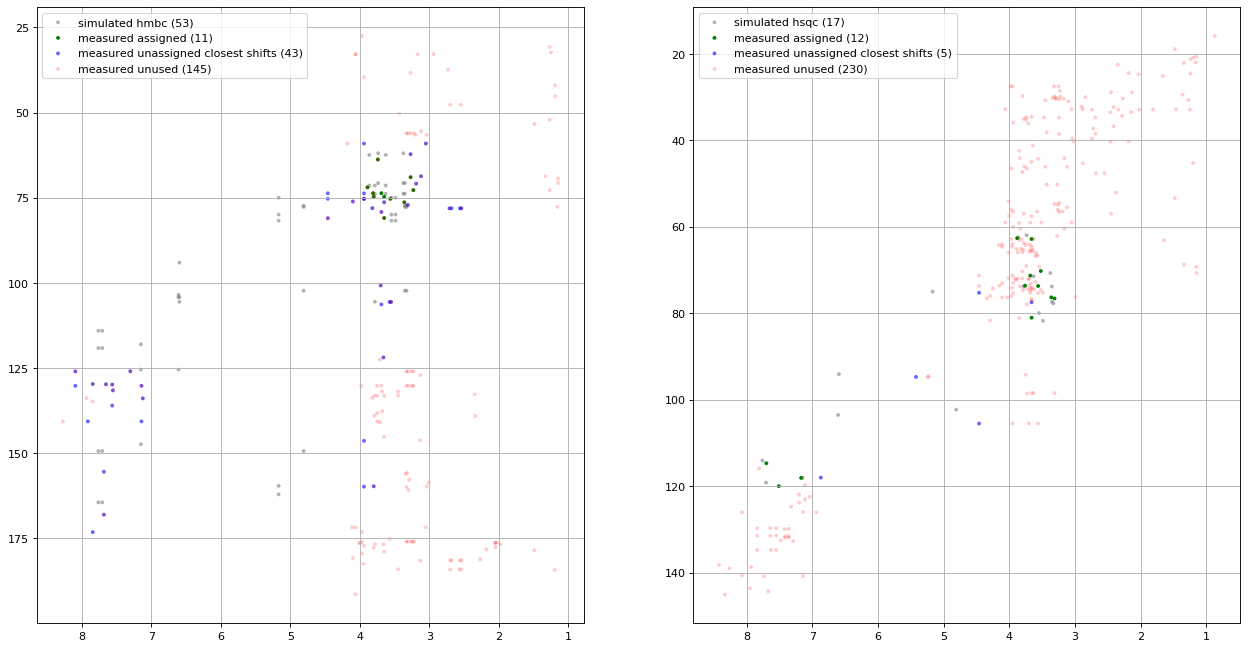 simulated hmbc (53)
measured assigned (11)
measured unassigned closest shifts (43)
measured unused (145)
25
50
75
100
125
150
175
8 7 6 5 4 3 2 1
simulated hsqc (17)
measured assigned (12)
measured unassigned closest shifts (5)
measured unused (230)
20
40
60
80
100
120
140
8 7 6 5 4 3 2 1